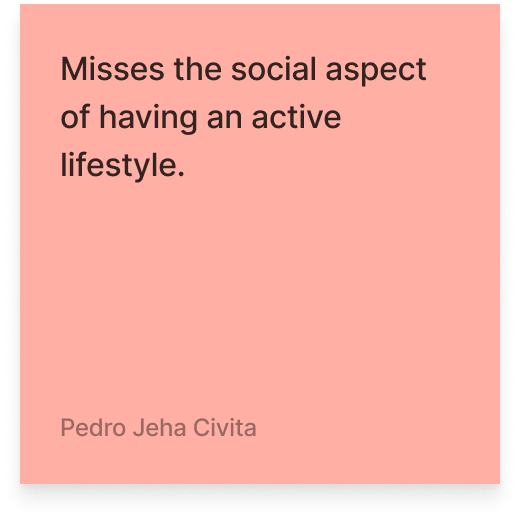 Misses the social aspect
of having an active
lifestyle.
Pedro Jeha Civita